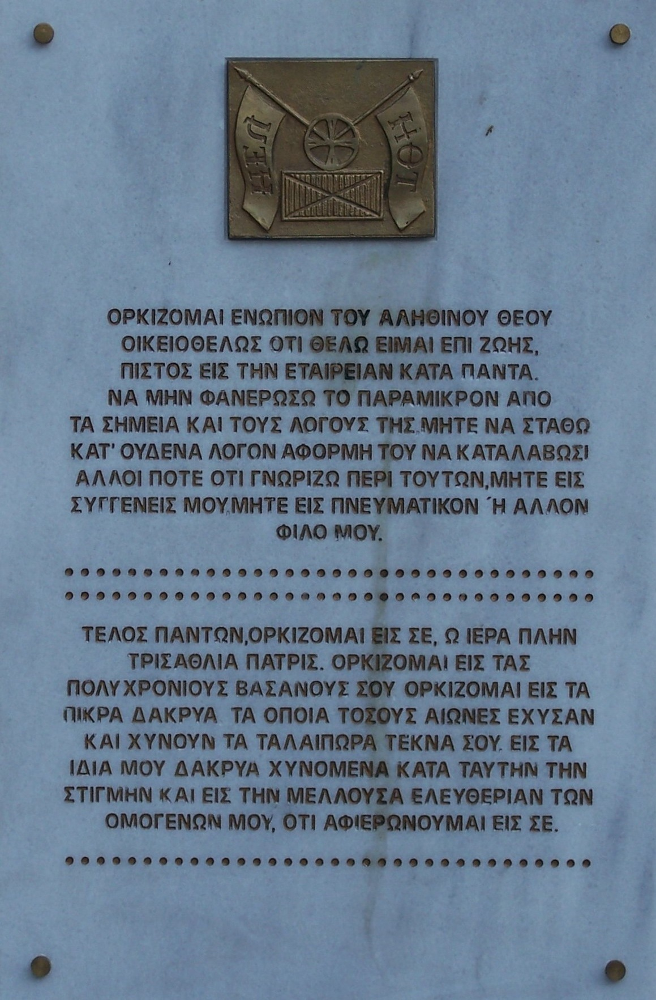 ΗΕΛ
ΗΘΤ
ΟΡΚΙΖΟΜΑΙ ΕΝΩΠΙΟΝ ΤΟΥ ΑΛΗΘΙΝΟΥ ΘΕΟΥ
ΟΙΚΕΙΟΘΕΛΩΣ ΟΤΙ ΘΕΛΩ ΕΙΜΑΙ ΕΠΙ ΖΩΗΣ,
ΠΙΣΤΟΣ ΕΙΣ ΤΗΝ ΕΤΑΙΡΕΙΑΝ ΚΑΤΑ ΠΑΝΤΑ.
ΝΑ ΜΗΝ ΦΑΝΕΡΩΣΩ ΤΟ ΠΑΡΑΜΙΚΡΟΝ ΑΠΟ
ΤΑ ΣΗΜΕΙΑ ΚΑΙ ΤΟΥΣ ΛΟΓΟΥΣ ΤΗΣ,ΜΗΤΕ ΝΑ ΣΤΑΘΩ
ΚΑΤ' ΟΥΔΕΝΑ ΛΟΓΟΝ ΑΦΟΡΜΗ ΤΟΥ ΝΑ ΚΑΤΑΛΑΒΩΣΙ
ΑΛΛΟΙ ΠΟΤΕ ΟΤΙ ΓΝΩΡΙΖΩ ΠΕΡΙ ΤΟΥΤΩΝ,ΜΗΤΕ ΕΙΣ
ΣΥΓΓΕΝΕΙΣ ΜΟΥ,ΜΗΤΕ ΕΙΣ ΠΝΕΥΜΑΤΙΚΟΝ Ή ΑΛΛΟΝ
ΦΙΛΟ ΜΟΥ.
ΤΕΛΟΣ ΠΑΝΤΩΝ,ΟΡΚΙΖΟΜΑΙ ΕΙΣ ΣΕ, Ω ΙΕΡΑ ΠΛΗΝ
ΤΡΙΣΑΘΛΙΑ ΠΑΤΡΙΣ. ΟΡΚΙΖΟΜΑΙ ΕΙΣ ΤΑΣ
ΠΟΛΥΧΡΟΝΙΟΥΣ ΒΑΣΑΝΟΥΣ ΣΟΥ ΟΡΚΙΖΟΜΑΙ ΕΙΣ ΤΑ
ΠΙΚΡΑ ΔΑΚΡΥΑ ΤΑ ΟΠΟΙΑ ΤΟΣΟΥΣ ΑΙΩΝΕΣ ΕΧΥΣΑΝ
ΚΑΙ ΧΥΝΟΥΝ ΤΑ ΤΑΛΑΙΠΩΡΑ ΤΕΚΝΑ ΣΟΥ. ΕΙΣ ΤΑ
ΙΔΙΑ ΜΟΥ ΔΑΚΡΥΑ ΧΥΝΟΜΕΝΑ ΚΑΤΑ ΤΑΥΤΗΝ ΤΗΝ
ΣΤΙΓΜΗΝ ΚΑΙ ΕΙΣ ΤΗΝ ΜΕΛΛΟΥΣΑ ΕΛΕΥΘΕΡΙΑΝ ΤΩΝ
ΟΜΟΓΕΝΩΝ ΜΟΥ, ΟΤΙ ΑΦΙΕΡΩΝΟΥΜΑΙ ΕΙΣ ΣΕ.